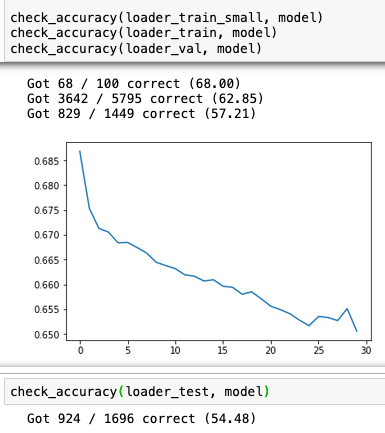 check_accuracy(loader_train_small, model)
check_accuracy(loader_train, model)
check_accuracy(loader_val, model)
Got 68 / 100 correct (68.00)
Got 3642 / 5795 correct (62.85)
Got 829 / 1449 correct (57.21)
0.685
0.680
0.675
0.670
0.665
0.660
0.655
0.650
0 5 10 15 20 25 30
check_accuracy(loader_test, model)
Got 924 / 1696 correct (54.48)